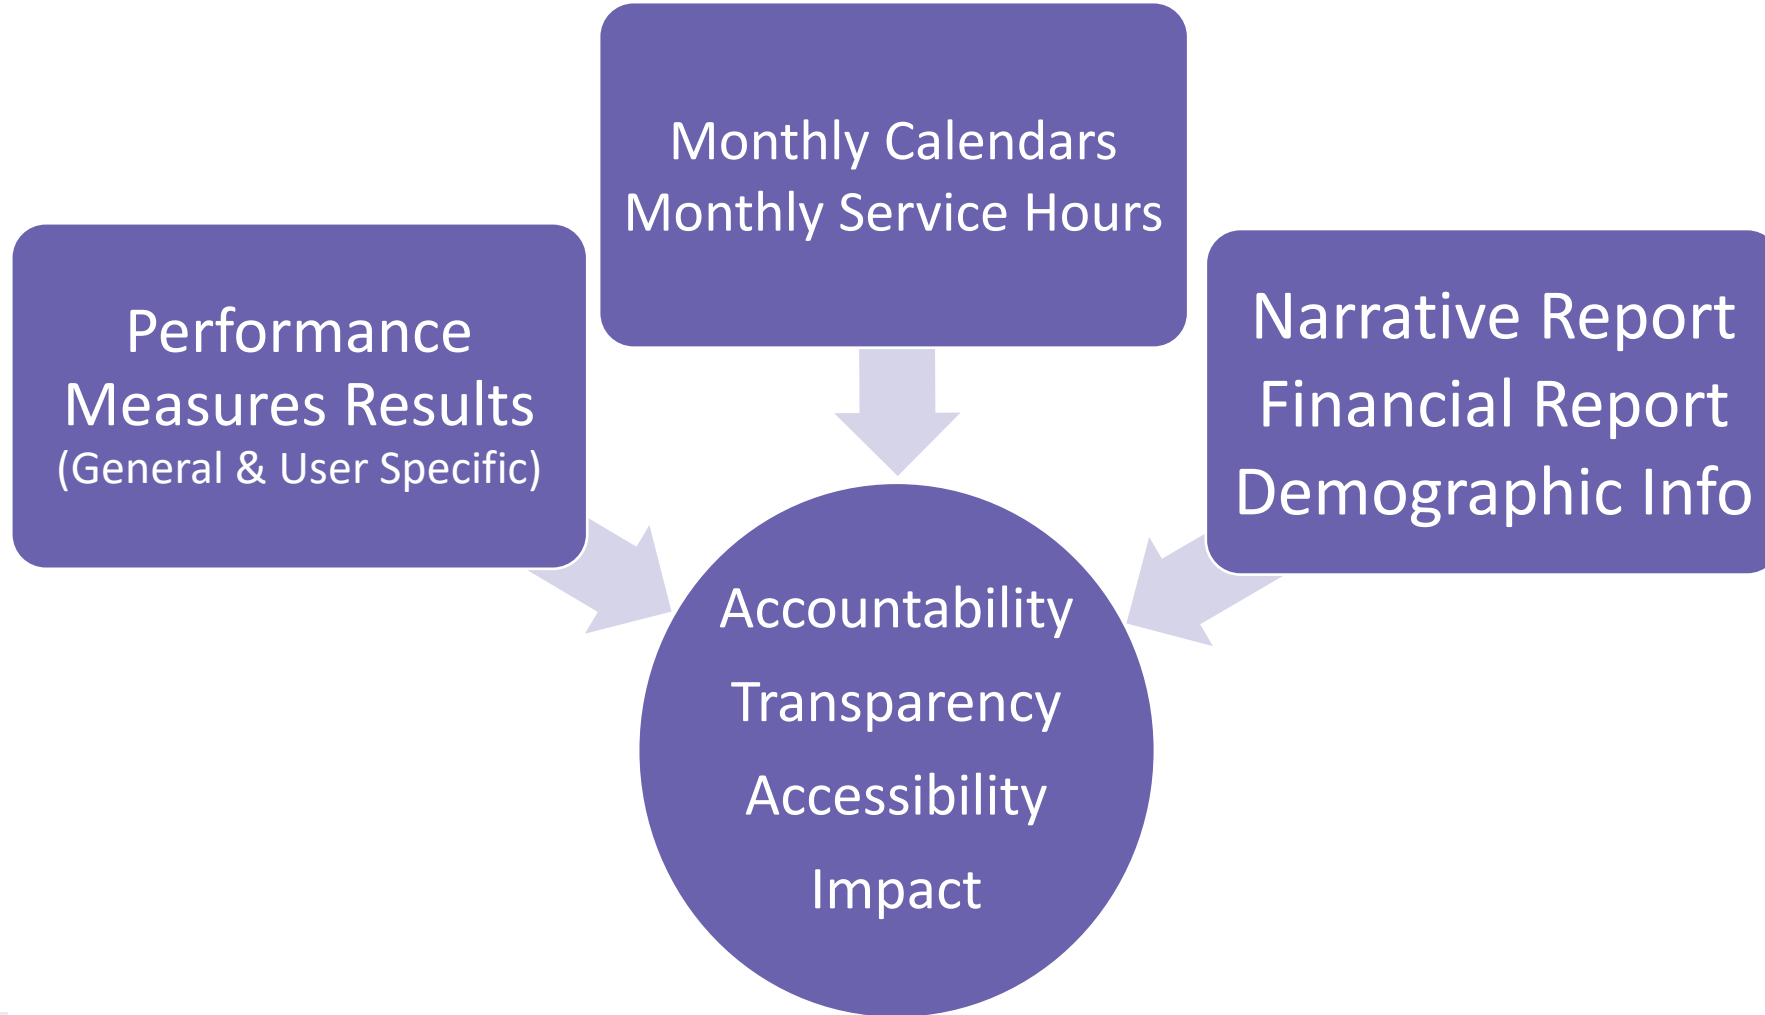 Monthly Calendars
Monthly Service Hours
Performance
Measures Results
(General & User Specific)
Narrative Report
Financial Report
Demographic Info
Accountability
Transparency
Accessibility
Impact